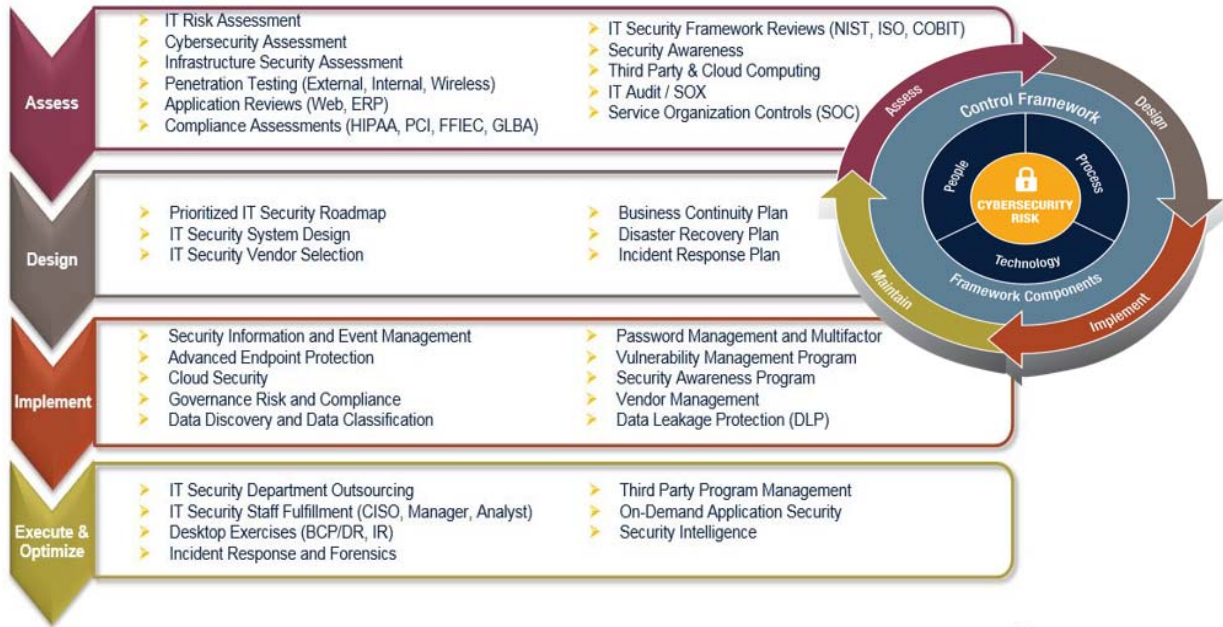 Assess
IT Risk Assessment
Cybersecurity Assessment
Infrastructure Security Assessment
Penetration Testing (External, Internal, Wireless)
Application Reviews (Web, ERP)
Compliance Assessments (HIPAA, PCI, FFIEC, GLBA)
IT Security Framework Reviews (NIST, ISO, COBIT)
Security Awareness
Third Party & Cloud Computing
IT Audit / SOX
Service Organization Controls (SOC)
Design
Prioritized IT Security Roadmap
IT Security System Design
IT Security Vendor Selection
Business Continuity Plan
Disaster Recovery Plan
Incident Response Plan
Implement
Security Information and Event Management
Advanced Endpoint Protection
Cloud Security
Governance Risk and Compliance
Data Discovery and Data Classification
Password Management and Multifactor
Vulnerability Management Program
Security Awareness Program
Vendor Management
Data Leakage Protection (DLP)
Execute &
Optimize
IT Security Department Outsourcing
IT Security Staff Fulfillment (CISO, Manager, Analyst)
Desktop Exercises (BCP/DR, IR)
Incident Response and Forensics
Third Party Program Management
On-Demand Application Security
Security Intelligence
Assess
Design
Implement
Maintain
Control Framework
Framework Components
People
Process
Technology
CYBERSECURITY
RISK